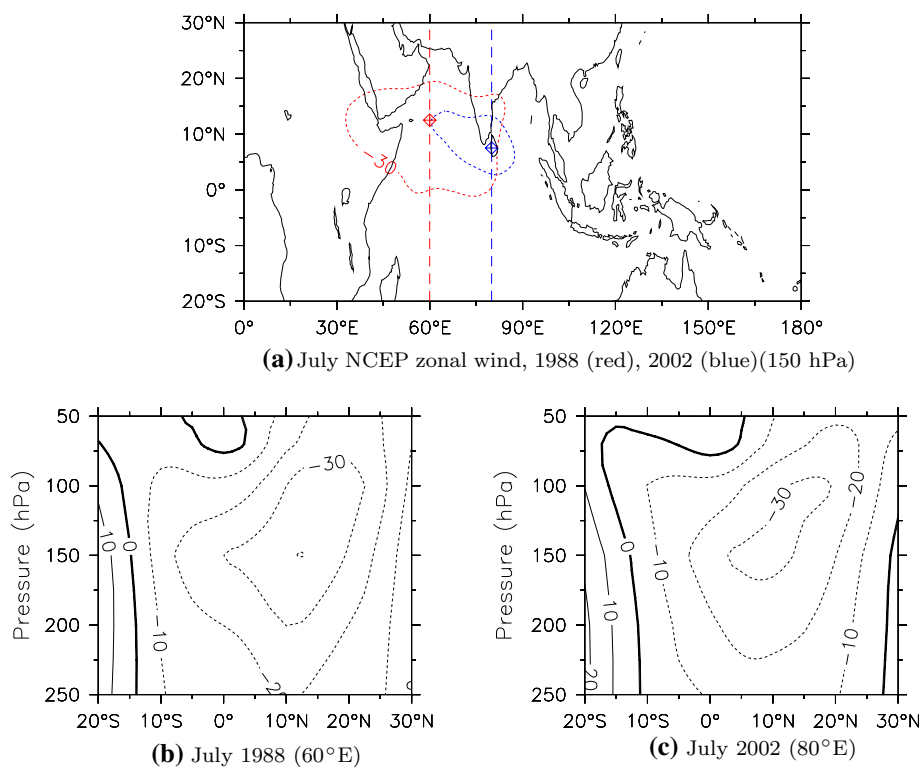 30°N
20°N
10°N
0°
10°S
20°S
-30
0° 30°E 60°E 90°E 120°E 150°E 180°E
(a) July NCEP zonal wind, 1988 (red), 2002 (blue)(150 hPa)
50
100
150
200
250
Pressure (hPa)
-30
10
0
-10
-20
20°S 10°S 0° 10°N 20°N 30°N
(b) July 1988 (60°E)
50
100
150
200
250
Pressure (hPa)
-20
-30
0
-10
10
-10
20
20°S 10°S 0° 10°N 20°N 30°N
(c) July 2002 (80°E)